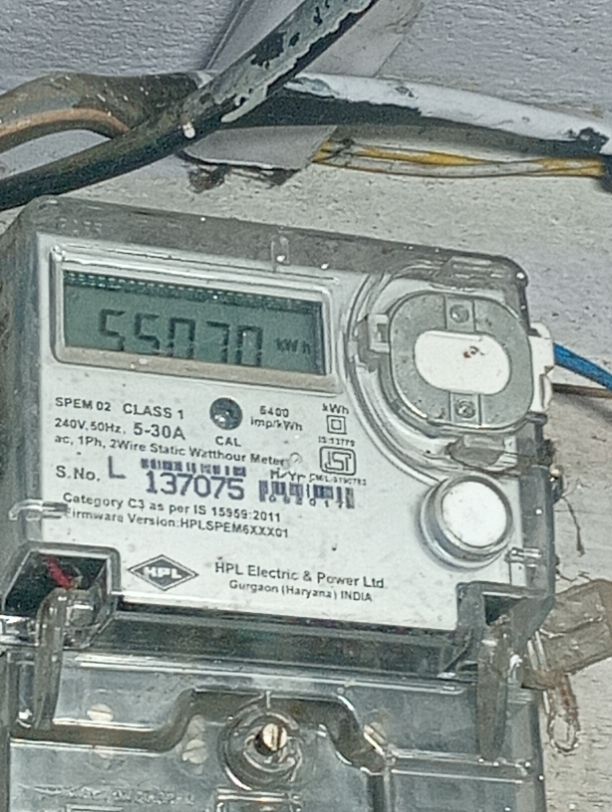 55070 kWh
SPEM 02 CLASS 1
240V, 50Hz, 5-30A
CAL
6400
imp/kWh
kWh
IS:13779
ac, 1Ph, 2Wire Static Watthour Meter
S.No. L 137075
M/Yr
Category C3 as per IS 15959:2011
Firmware Version:HPLSPEM6XXX01
HPL
HPL Electric & Power Ltd.
Gurgaon (Haryana) INDIA